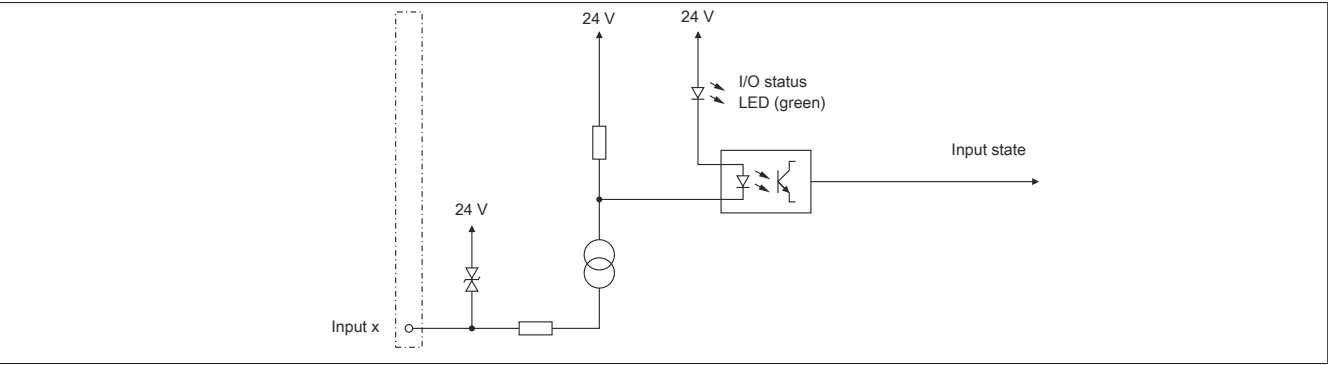 24 V
24 V
I/O status
LED (green)
Input state
24 V
Input x